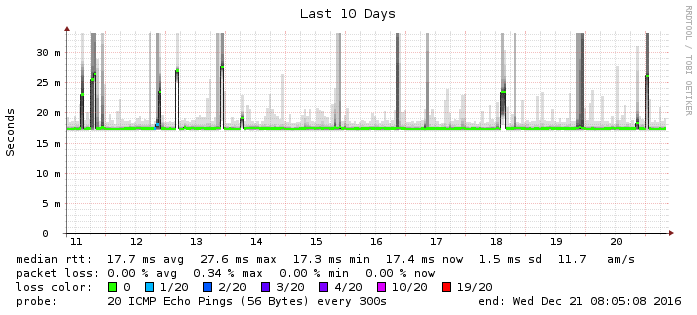 Last 10 Days
RRDTOOL / TOBI OETIKER
Seconds
30 m
25 m
20 m
15 m
10 m
5 m
0
11 12 13 14 15 16 17 18 19 20
median rtt: 17.7 ms avg 27.6 ms max 17.3 ms min 17.4 ms now 1.5 ms sd 11.7 am/s
packet loss: 0.00 % avg 0.34 % max 0.00 % min 0.00 % now
loss color: 0 1/20 2/20 3/20 4/20 10/20 19/20
probe: 20 ICMP Echo Pings (56 Bytes) every 300s end: Wed Dec 21 08:05:08 2016